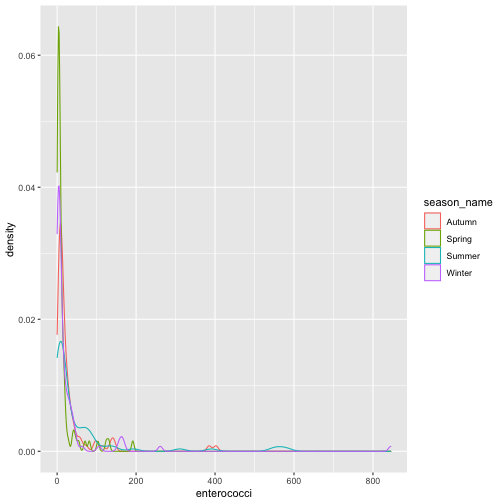 0.06
0.04
0.02
0.00
density
0
200
400
600
800
enterococci
season_name
Autumn
Spring
Summer
Winter